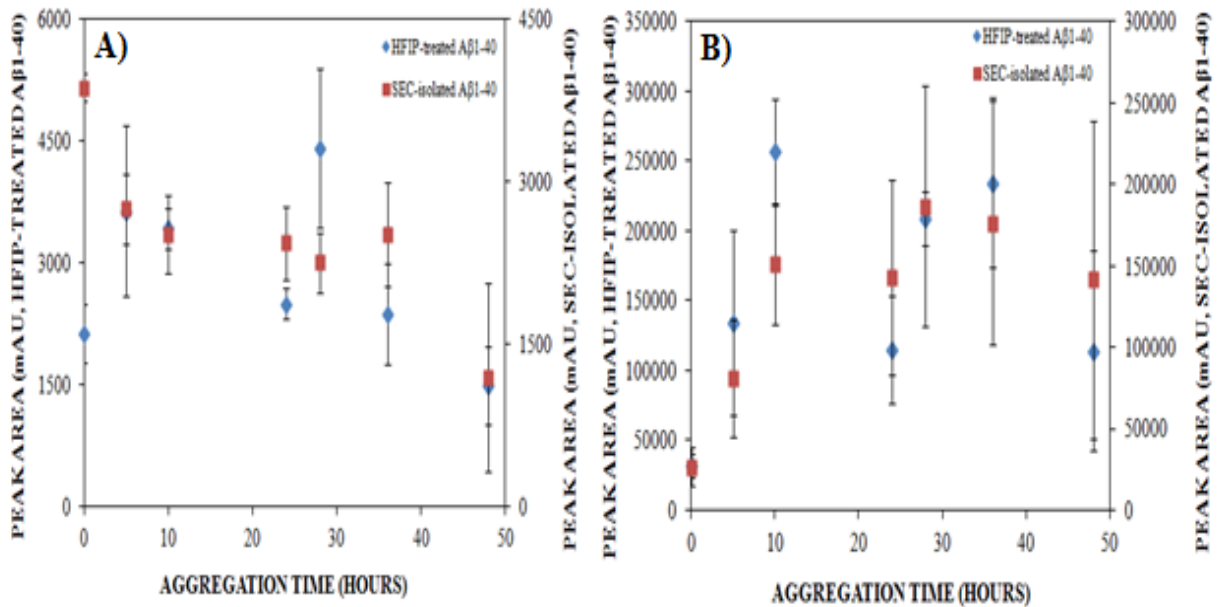 A)
HFIP-treated Aβ1-40
SEC-isolated Aβ1-40
PEAK AREA (mAU, HFIP-TREATED Aβ1-40)
6000
4500
3000
1500
0
4500
3000
1500
0
PEAK AREA (mAU, SEC-ISOLATED Aβ1-40)
0 10 20 30 40 50
AGGREGATION TIME (HOURS)
B)
HFIP-treated Aβ1-40
SEC-isolated Aβ1-40
PEAK AREA (mAU, HFIP-TREATED Aβ1-40)
350000
300000
250000
200000
150000
100000
50000
0
300000
250000
200000
150000
100000
50000
0
PEAK AREA (mAU, SEC-ISOLATED Aβ1-40)
0 10 20 30 40 50
AGGREGATION TIME (HOURS)